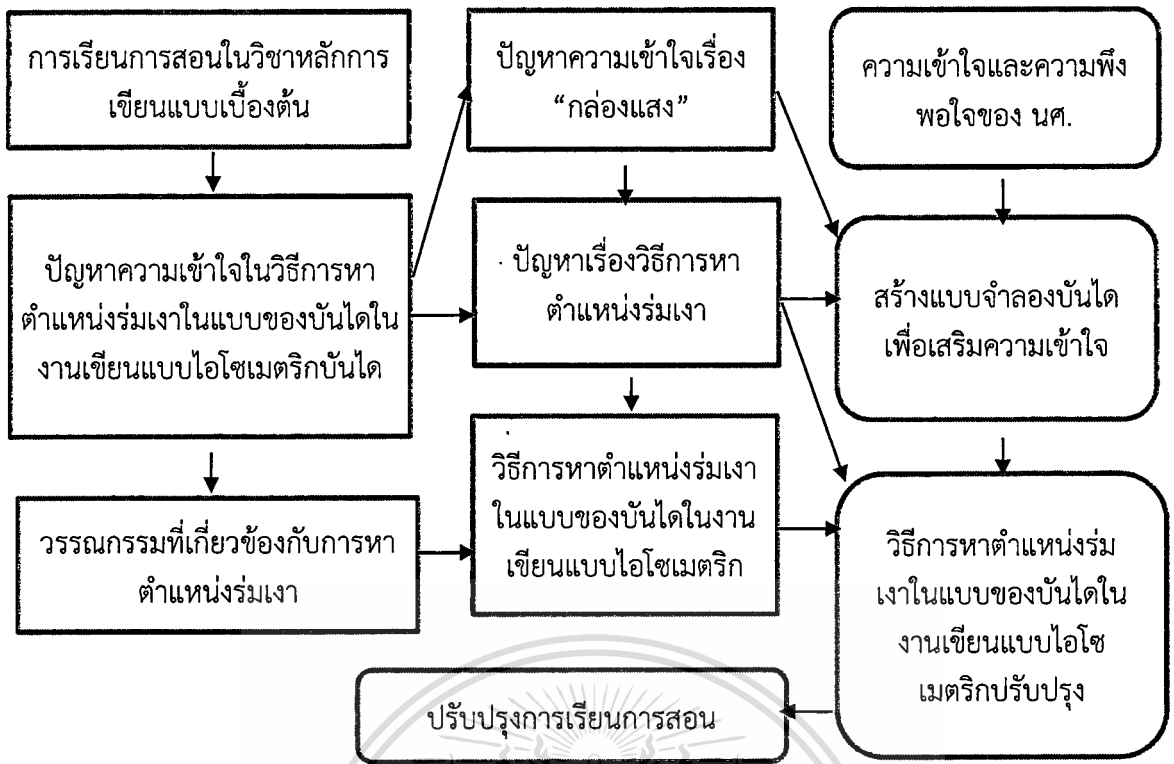 การเรียนการสอนในวิชาหลักการ
เขียนแบบเบื้องต้น
ปัญหาความเข้าใจเรื่อง
“กล่องแสง”
ความเข้าใจและความพึง
พอใจของ นศ.
ปัญหาความเข้าใจในวิธีการหา
ตำแหน่งร่มเงาในแบบของบันไดใน
งานเขียนแบบไอโซเมตริกบันได
ปัญหาเรื่องวิธีการหา
ตำแหน่งร่มเงา
สร้างแบบจำลองบันได
เพื่อเสริมความเข้าใจ
วรรณกรรมที่เกี่ยวข้องกับการหา
ตำแหน่งร่มเงา
วิธีการหาตำแหน่งร่มเงา
ในแบบของบันไดในงาน
เขียนแบบไอโซเมตริก
วิธีการหาตำแหน่งร่ม
เงาในแบบของบันไดใน
งานเขียนแบบไอโซ
เมตริกปรับปรุง
ปรับปรุงการเรียนการสอน